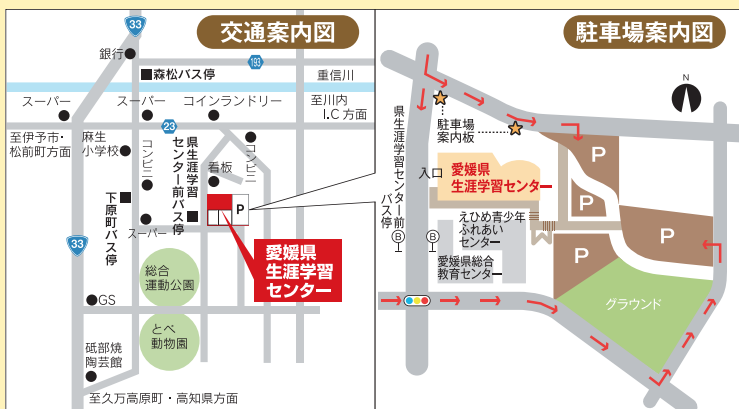 交通案内図
33
銀行
193
森松バス停
重信川
スーパー
スーパー
コインランドリー
至川内
I.C 方面
23
至伊予市・
松前町方面
麻生
小学校
コンビニ
県生涯学習
センター前バス停
看板
コンビニ
下原町バス停
P
スーパー
33
愛媛県
生涯学習
センター
総合
運動公園
GS
とべ
動物園
砥部焼
陶芸館
至久万高原町・高知県方面
駐車場案内図
N
県生涯学習センター前
バス停
駐車場
案内板
入口
愛媛県
生涯学習センター
P
P
P
P
えひめ青少年
ふれあい
センター
B
B
愛媛県総合
教育センター
グラウンド